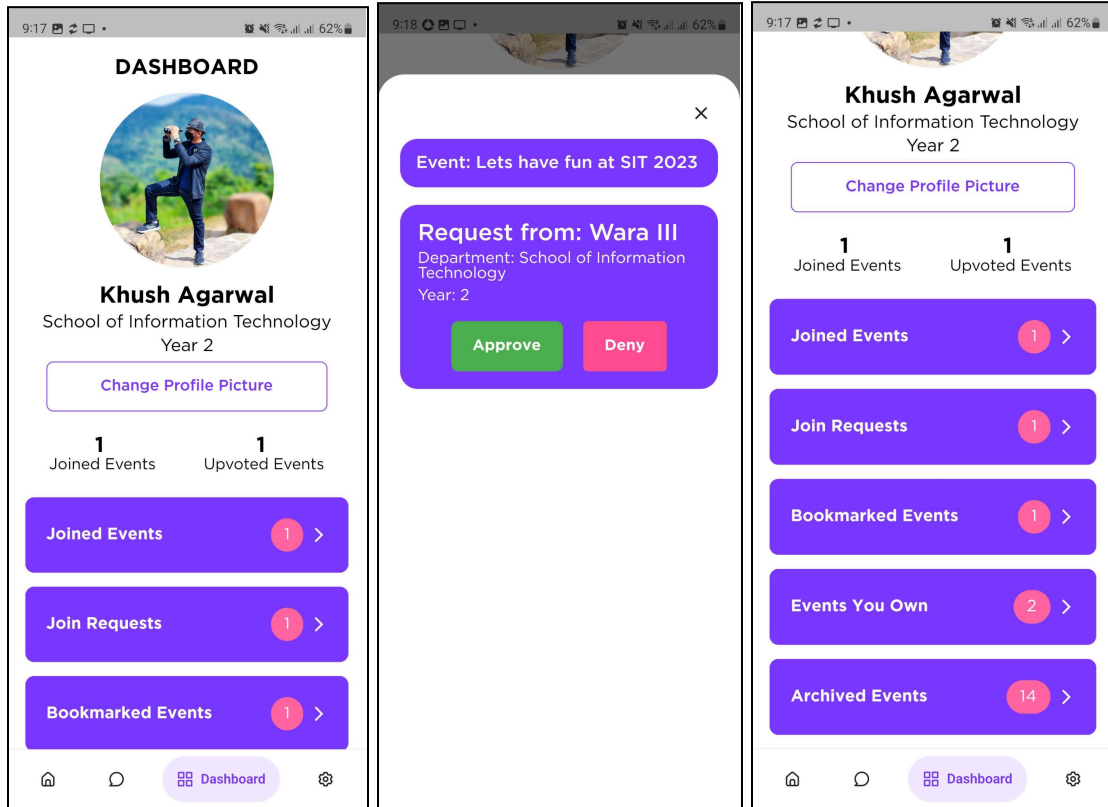 9:17
62%
DASHBOARD
Khush Agarwal
School of Information Technology
Year 2
Change Profile Picture
1
Joined Events
1
Upvoted Events
Joined Events
1
Join Requests
1
Bookmarked Events
1
Dashboard
9:18
62%
Event: Lets have fun at SIT 2023
Request from: Wara III
Department: School of Information
Technology
Year: 2
Approve
Deny
9:17
62%
Khush Agarwal
School of Information Technology
Year 2
Change Profile Picture
1
Joined Events
1
Upvoted Events
Joined Events
1
Join Requests
1
Bookmarked Events
1
Events You Own
2
Archived Events
14
Dashboard